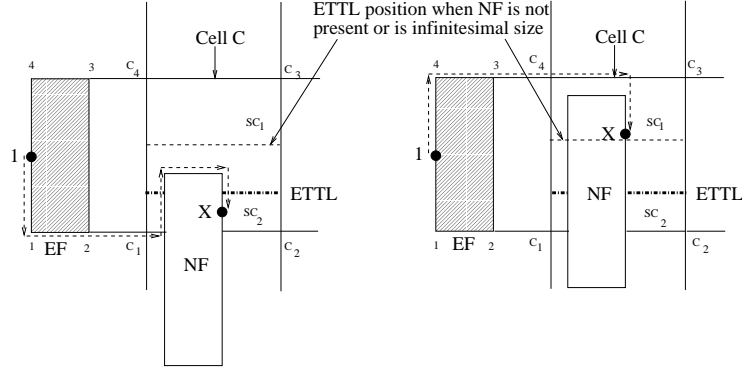 ETTL position when NF is not
present or is infinitesimal size
Cell C
4
3
C4
C3
SC1
1
ETTL
X
SC2
1
2
C1
C2
EF
NF
Cell C
4
3
C4
C3
SC1
X
1
NF
ETTL
SC2
1
2
C1
C2
EF